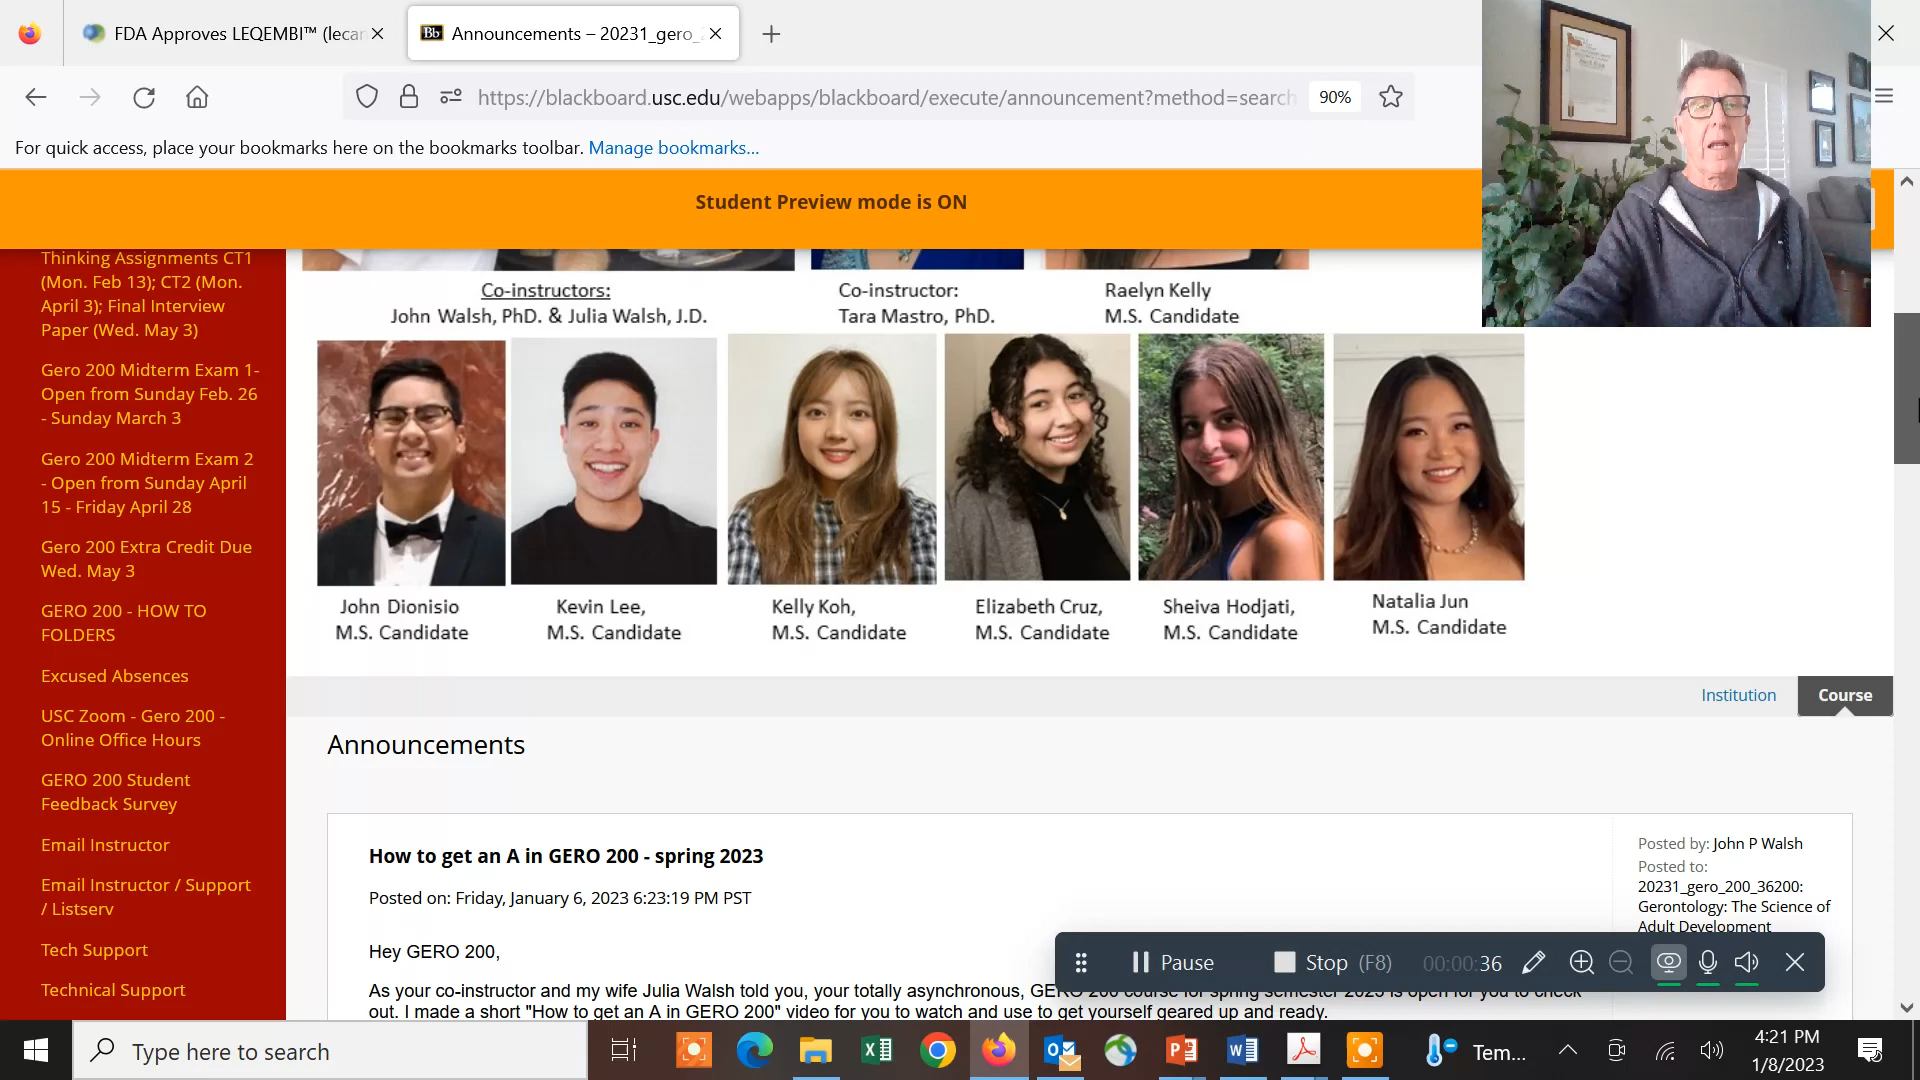 FDA Approves LEQEMBI™ (lecan
Bb Announcements – 20231_gero_
https://blackboard.usc.edu/webapps/blackboard/execute/announcement?method=search
90%
For quick access, place your bookmarks here on the bookmarks toolbar. Manage bookmarks...
Student Preview mode is ON
Thinking Assignments CT1
(Mon. Feb 13); CT2 (Mon.
April 3); Final Interview
Paper (Wed. May 3)
Gero 200 Midterm Exam 1-
Open from Sunday Feb. 26
- Sunday March 3
Gero 200 Midterm Exam 2
- Open from Sunday April
15 - Friday April 28
Gero 200 Extra Credit Due
Wed. May 3
GERO 200 - HOW TO
FOLDERS
Excused Absences
USC Zoom - Gero 200 -
Online Office Hours
GERO 200 Student
Feedback Survey
Email Instructor
Email Instructor / Support
/ Listserv
Tech Support
Technical Support
Co-instructors:
John Walsh, PhD. & Julia Walsh, J.D.
Co-instructor:
Tara Mastro, PhD.
Raelyn Kelly
M.S. Candidate
John Dionisio
M.S. Candidate
Kevin Lee,
M.S. Candidate
Kelly Koh,
M.S. Candidate
Elizabeth Cruz,
M.S. Candidate
Sheiva Hodjati,
M.S. Candidate
Natalia Jun
M.S. Candidate
Institution
Course
Announcements
How to get an A in GERO 200 - spring 2023
Posted on: Friday, January 6, 2023 6:23:19 PM PST
Hey GERO 200,
As your co-instructor and my wife Julia Walsh told you, your totally asynchronous, GERO 200 course for spring semester 2023 is open for you to check
out. I made a short "How to get an A in GERO 200" video for you to watch and use to get yourself geared up and ready.
Posted by: John P Walsh
Posted to:
20231_gero_200_36200:
Gerontology: The Science of
Adult Development
Pause
Stop (F8)
00:00:36
Type here to search
Tem...
4:21 PM
1/8/2023